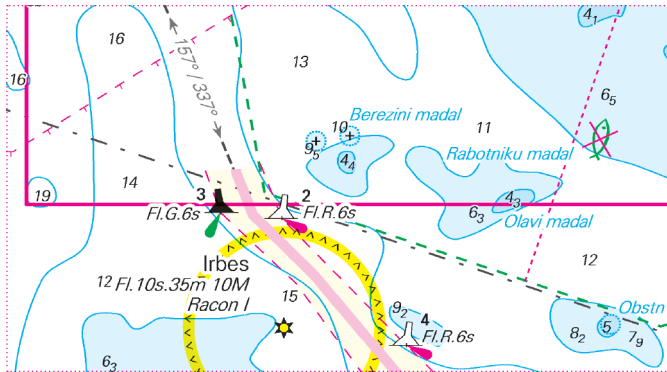 4₁
16
16
157° / 337°
13
6₅
Berezini madal
10
9₅
4₄
11
Rabotniku madal
14
19
3
2
4₃
Fl.G.6s
Fl.R.6s
6₃
Olavi madal
Irbes
12
12
Fl.10s.35m 10M
Racon I
15
9₂
4
Fl.R.6s
Obstn
5
8₂
7₉
6₃